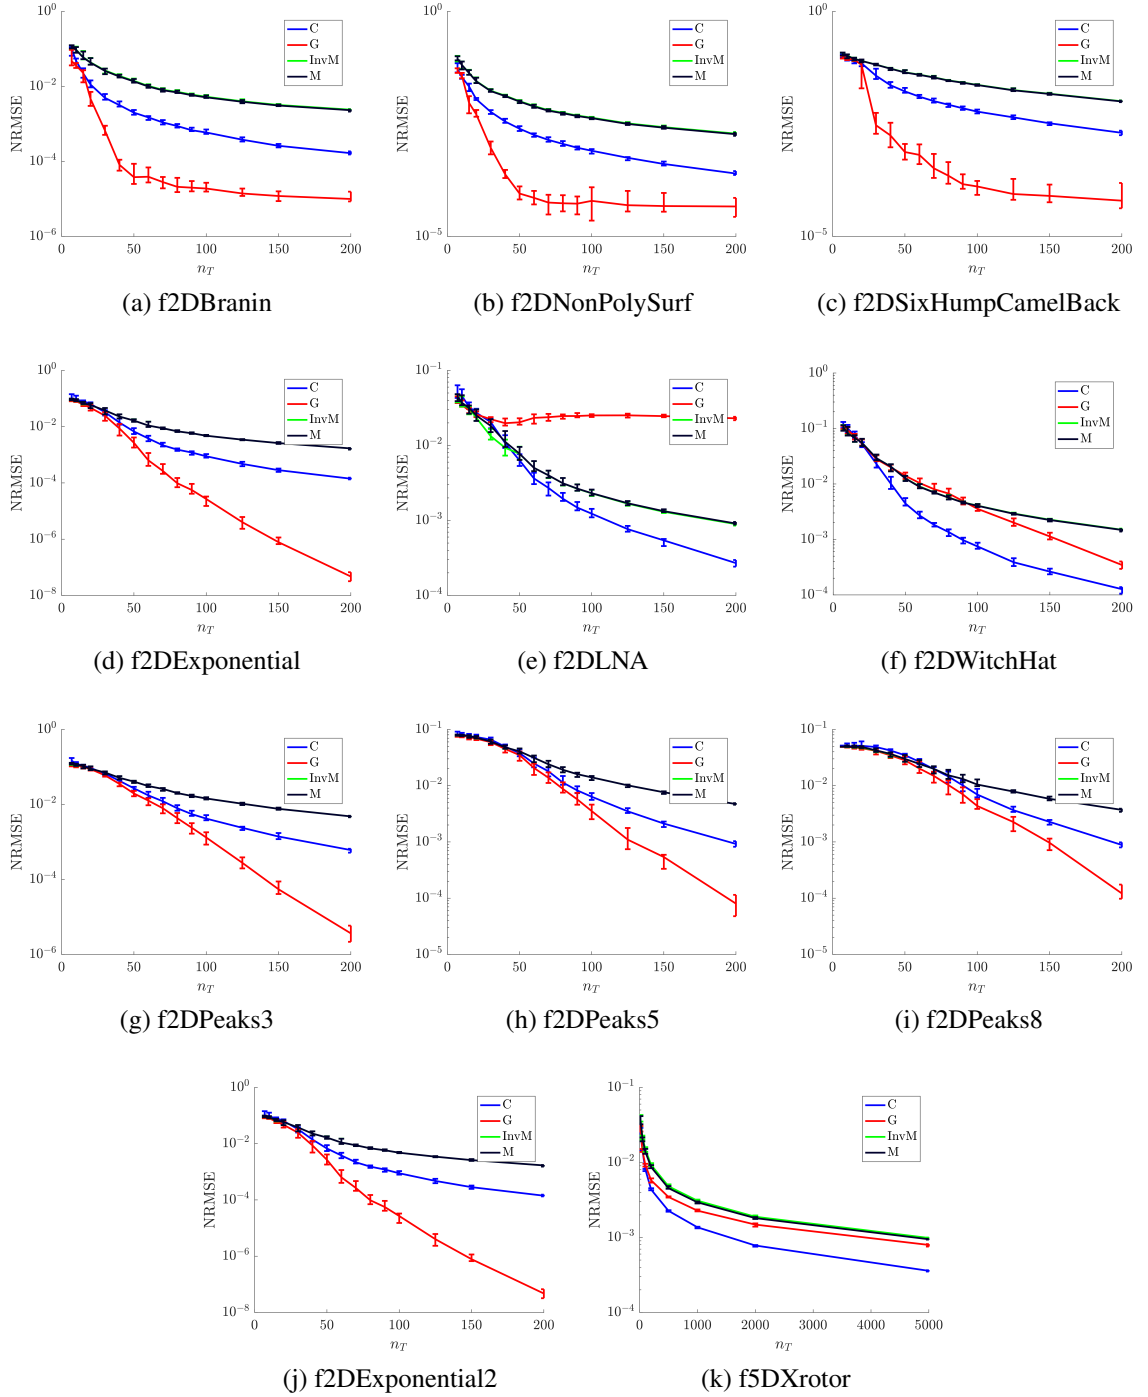 10^0
10^-2
10^-4
10^-6
NRMSE
0 50 100 150 200
n_T
C
G
InvM
M
(a) f2DBranin
10^0
10^-5
NRMSE
0 50 100 150 200
n_T
C
G
InvM
M
(b) f2DNonPolySurf
10^0
10^-5
NRMSE
0 50 100 150 200
n_T
C
G
InvM
M
(c) f2DSixHumpCamelBack
10^0
10^-2
10^-4
10^-6
10^-8
NRMSE
0 50 100 150 200
n_T
C
G
InvM
M
(d) f2DExponential
10^-1
10^-2
10^-3
10^-4
NRMSE
0 50 100 150 200
n_T
C
G
InvM
M
(e) f2DLNA
10^0
10^-1
10^-2
10^-3
10^-4
NRMSE
0 50 100 150 200
n_T
C
G
InvM
M
(f) f2DWitchHat
10^0
10^-2
10^-4
10^-6
NRMSE
0 50 100 150 200
n_T
C
G
InvM
M
(g) f2DPeaks3
10^-1
10^-2
10^-3
10^-4
10^-5
NRMSE
0 50 100 150 200
n_T
C
G
InvM
M
(h) f2DPeaks5
10^-1
10^-2
10^-3
10^-4
10^-5
NRMSE
0 50 100 150 200
n_T
C
G
InvM
M
(i) f2DPeaks8
10^0
10^-2
10^-4
10^-6
10^-8
NRMSE
0 50 100 150 200
n_T
C
G
InvM
M
(j) f2DExponential2
10^-1
10^-2
10^-3
10^-4
NRMSE
0 1000 2000 3000 4000 5000
n_T
C
G
InvM
M
(k) f5DXrotor